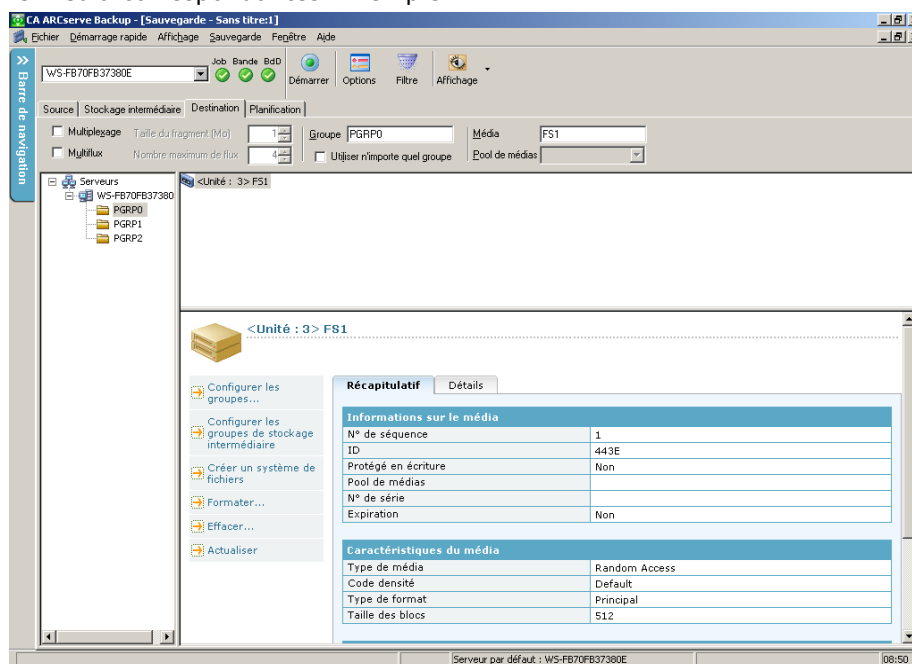 CA ARCserve Backup - [Sauvegarde - Sans titre:1]
Fichier Démarrage rapide Affichage Sauvegarde Fenêtre Aide
Barre de navigation
WS-FB70FB37380E
Job Bande BdD
Démarrer Options Filtre Affichage
Source Stockage intermédiaire Destination Planification
Multiplexage Taille du fragment (Mo) 1 Groupe PGRP0 Média FS1
Multiflux Nombre maximum de flux 4 Utiliser n'importe quel groupe Pool de médias
Serveurs
WS-FB70FB37380
PGRP0
PGRP1
PGRP2
<Unité : 3> FS1
<Unité : 3> FS1
Configurer les groupes...
Configurer les groupes de stockage intermédiaire
Créer un système de fichiers
Formater...
Effacer...
Actualiser
Récapitulatif Détails
Informations sur le média
N° de séquence 1
ID 443E
Protégé en écriture Non
Pool de médias
N° de série
Expiration Non
Caractéristiques du média
Type de média Random Access
Code densité Default
Type de format Principal
Taille des blocs 512
Serveur par défaut : WS-FB70FB37380E 08:50